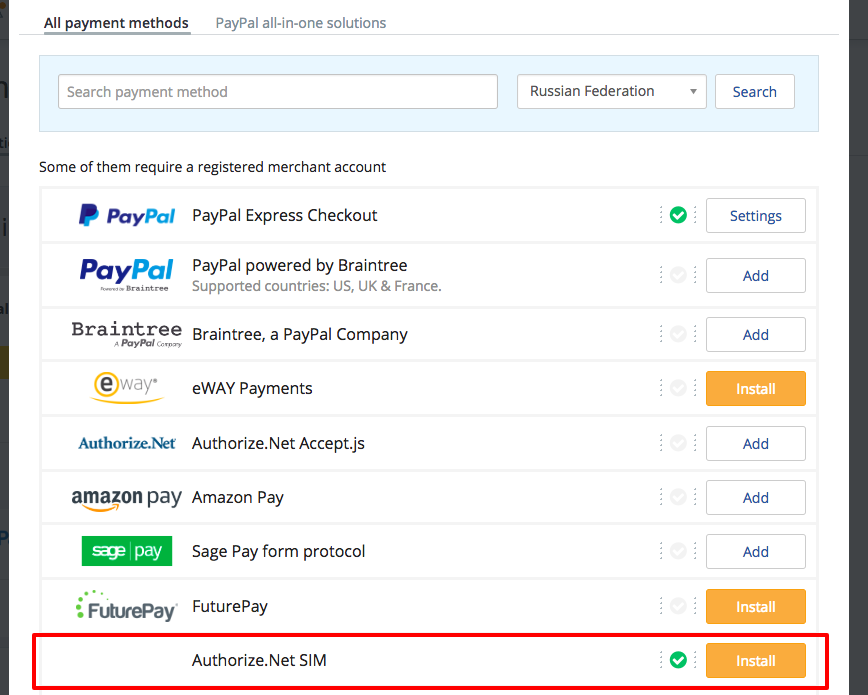 All payment methods PayPal all-in-one solutions
Search payment method Russian Federation Search
Some of them require a registered merchant account
PayPal PayPal Express Checkout Settings
PayPal Powered by Braintree PayPal powered by Braintree Add
Supported countries: US, UK & France.
Braintree A PayPal Company Braintree, a PayPal Company Add
eway eWAY Payments Install
Authorize.Net Authorize.Net Accept.js Add
amazon pay Amazon Pay Add
sage pay Sage Pay form protocol Add
FuturePay FuturePay Install
Authorize.Net SIM Install